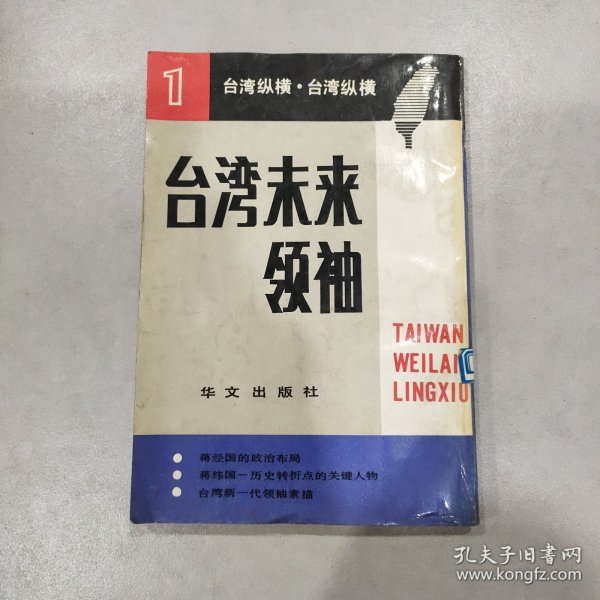 1
台湾纵横·台湾纵横
台湾未来
领袖
TAIWAN
WEILAI
LINGXIU
华文出版社
蒋经国的政治布局
蒋纬国—历史转折点的关键人物
台湾新一代领袖素描
孔夫子旧书网
www.kongfz.com